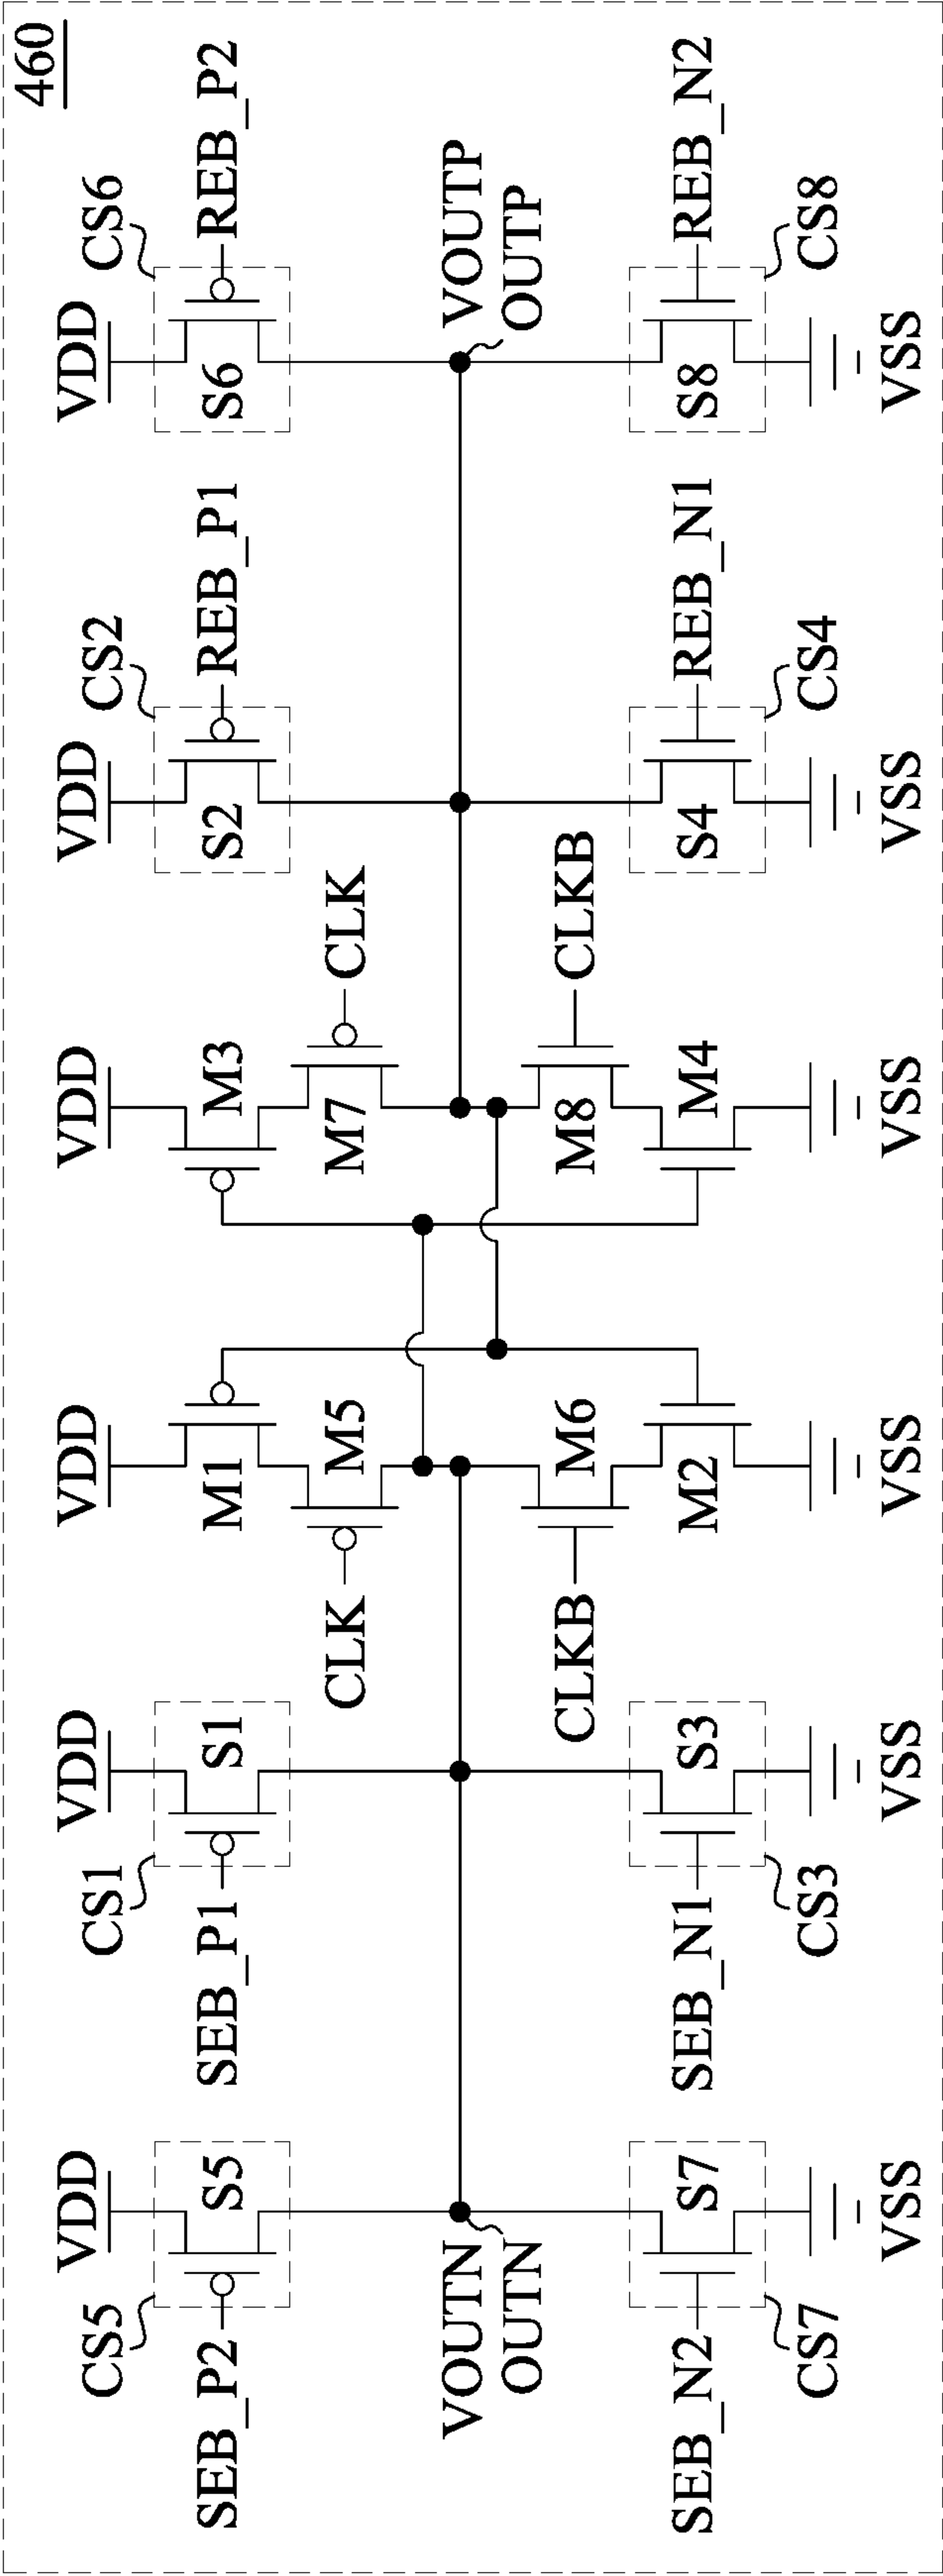 460
VDD
VDD
VDD
VDD
VDD
VDD
CS5
CS1
CS2
CS6
SEB_P2
S5
SEB_P1
S1
M1
M3
S2
REB_P1
S6
REB_P2
CLK
M5
M7
CLK
VOUTN
OUTN
VOUTP
OUTP
CLKB
M6
M8
CLKB
SEB_N2
S7
SEB_N1
S3
M2
M4
S4
REB_N1
S8
REB_N2
CS7
CS3
CS4
CS8
VSS
VSS
VSS
VSS
VSS
VSS